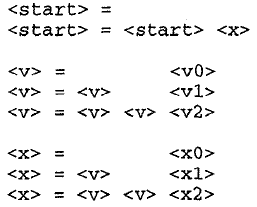 <start> =
<start> = <start> <x>
<v> = <v0>
<v> = <v> <v1>
<v> = <v> <v> <v2>
<x> = <x0>
<x> = <v> <x1>
<x> = <v> <v> <x2>